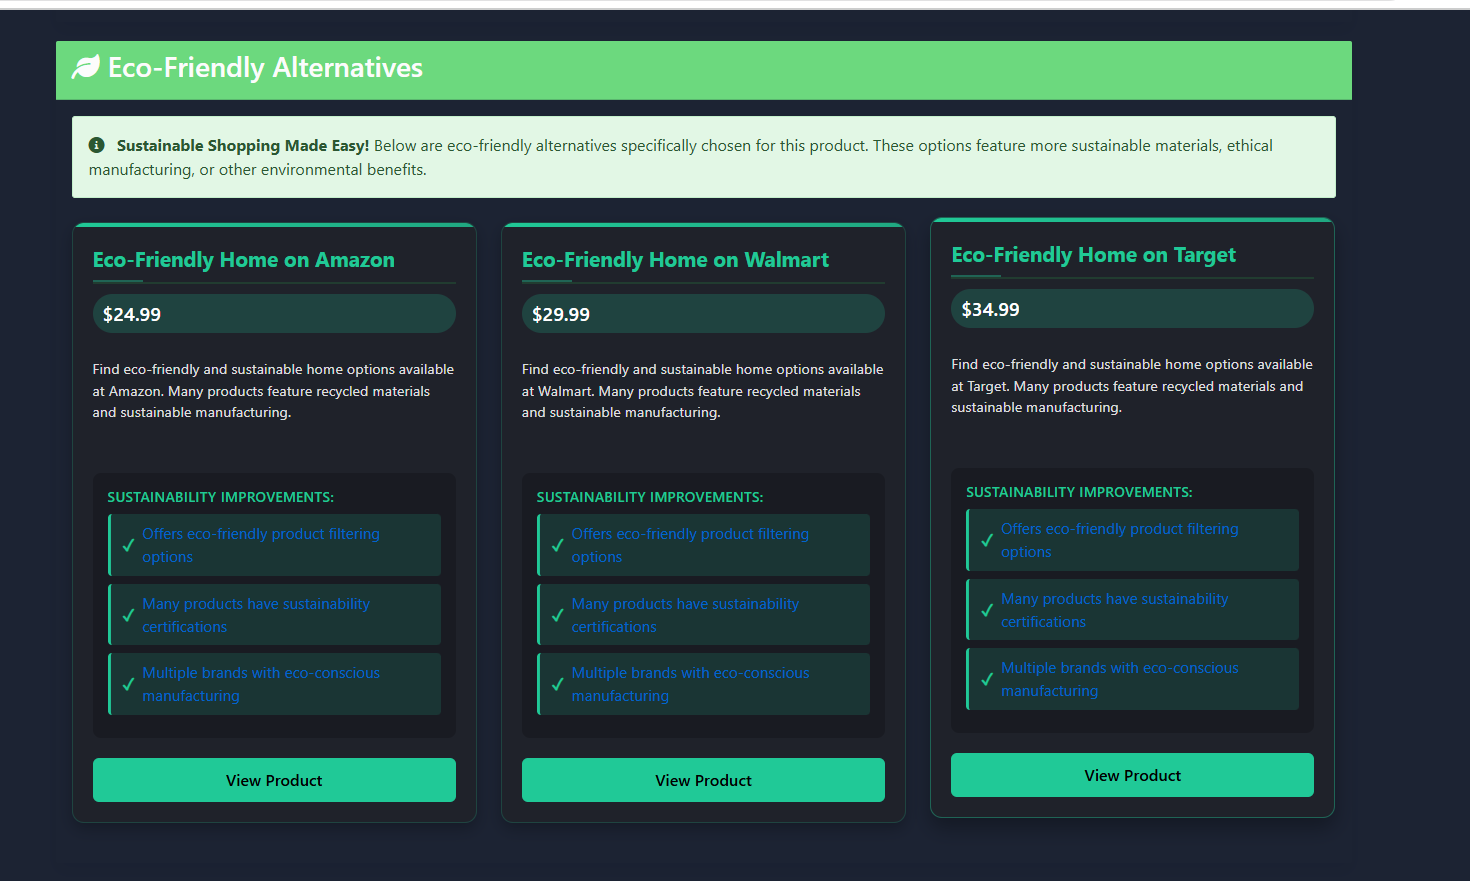 Eco-Friendly Alternatives
Sustainable Shopping Made Easy! Below are eco-friendly alternatives specifically chosen for this product. These options feature more sustainable materials, ethical
manufacturing, or other environmental benefits.
Eco-Friendly Home on Amazon
$24.99
Find eco-friendly and sustainable home options available
at Amazon. Many products feature recycled materials
and sustainable manufacturing.
SUSTAINABILITY IMPROVEMENTS:
Offers eco-friendly product filtering
options
Many products have sustainability
certifications
Multiple brands with eco-conscious
manufacturing
View Product
Eco-Friendly Home on Walmart
$29.99
Find eco-friendly and sustainable home options available
at Walmart. Many products feature recycled materials
and sustainable manufacturing.
SUSTAINABILITY IMPROVEMENTS:
Offers eco-friendly product filtering
options
Many products have sustainability
certifications
Multiple brands with eco-conscious
manufacturing
View Product
Eco-Friendly Home on Target
$34.99
Find eco-friendly and sustainable home options available
at Target. Many products feature recycled materials and
sustainable manufacturing.
SUSTAINABILITY IMPROVEMENTS:
Offers eco-friendly product filtering
options
Many products have sustainability
certifications
Multiple brands with eco-conscious
manufacturing
View Product